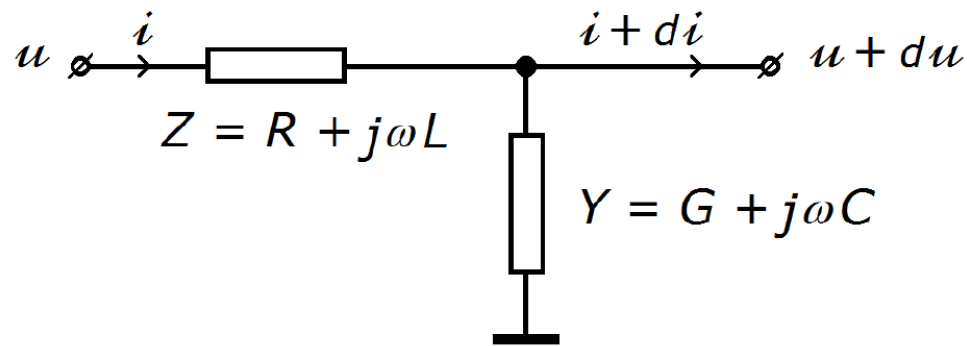 u i i + di u + du
Z = R + jωL
Y = G + jωC